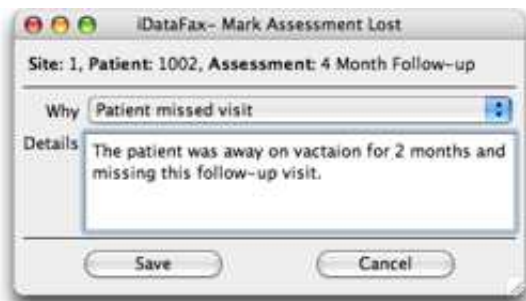 iDataFax- Mark Assessment Lost
Site: 1, Patient: 1002, Assessment: 4 Month Follow-up
Why Patient missed visit
Details The patient was away on vactaion for 2 months and
missing this follow-up visit.
Save Cancel